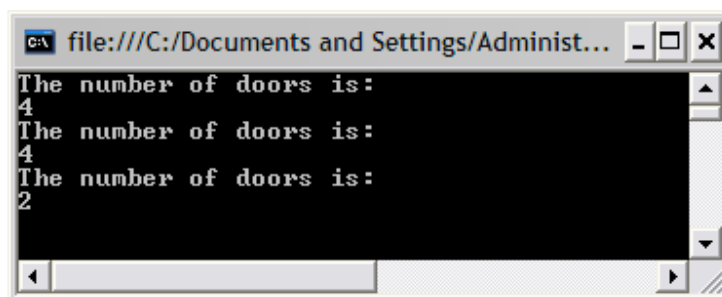 file:///C:/Documents and Settings/Administ...
The number of doors is:
4
The number of doors is:
4
The number of doors is:
2